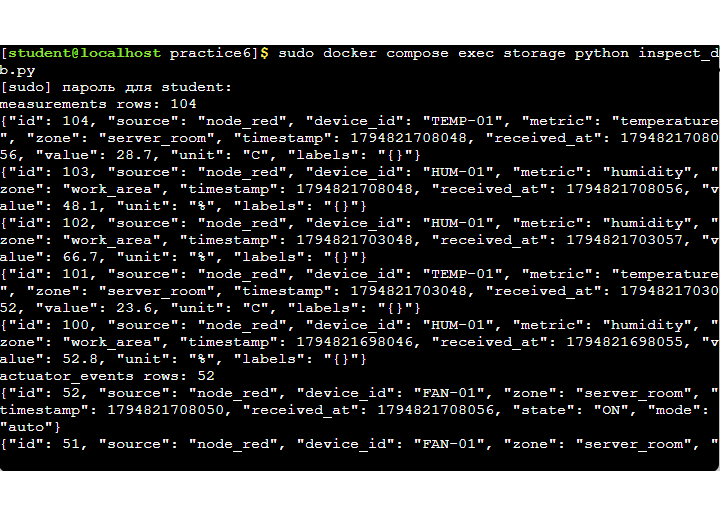 [student@localhost practice6]$ sudo docker compose exec storage python inspect_d
b.py
[sudo] пароль для student:
measurements rows: 104
{"id": 104, "source": "node_red", "device_id": "TEMP-01", "metric": "temperature
", "zone": "server_room", "timestamp": 1794821708048, "received_at": 17948217080
56, "value": 28.7, "unit": "C", "labels": "{}"}
{"id": 103, "source": "node_red", "device_id": "HUM-01", "metric": "humidity", "
zone": "work_area", "timestamp": 1794821708048, "received_at": 1794821708056, "v
alue": 48.1, "unit": "%", "labels": "{}"}
{"id": 102, "source": "node_red", "device_id": "HUM-01", "metric": "humidity", "
zone": "work_area", "timestamp": 1794821703048, "received_at": 1794821703057, "v
alue": 66.7, "unit": "%", "labels": "{}"}
{"id": 101, "source": "node_red", "device_id": "TEMP-01", "metric": "temperature
", "zone": "server_room", "timestamp": 1794821703048, "received_at": 17948217030
52, "value": 23.6, "unit": "C", "labels": "{}"}
{"id": 100, "source": "node_red", "device_id": "HUM-01", "metric": "humidity", "
zone": "work_area", "timestamp": 1794821698046, "received_at": 1794821698055, "v
alue": 52.8, "unit": "%", "labels": "{}"}
actuator_events rows: 52
{"id": 52, "source": "node_red", "device_id": "FAN-01", "zone": "server_room", "
timestamp": 1794821708050, "received_at": 1794821708056, "state": "ON", "mode":
"auto"}
{"id": 51, "source": "node_red", "device_id": "FAN-01", "zone": "server_room", "